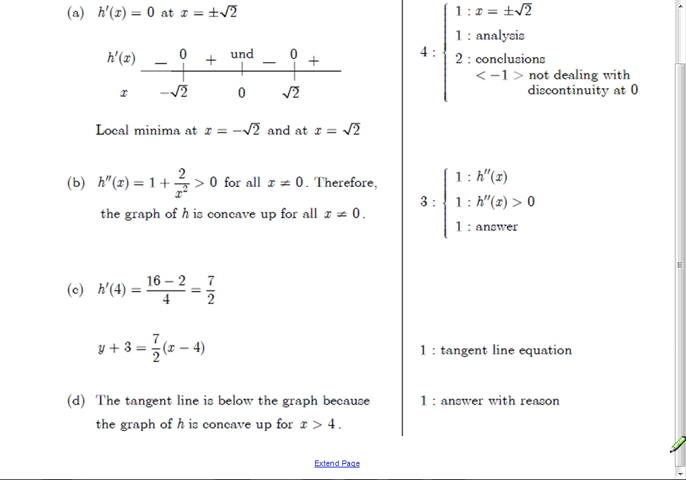 (a) h′(x) = 0 at x = ±√2
1 : x = ±√2
1 : analysis
4 :
2 : conclusions
< −1 > not dealing with
discontinuity at 0
h′(x) − 0 + und − 0 +
x −√2 0 √2
Local minima at x = −√2 and at x = √2
(b) h″(x) = 1 + 2/x² > 0 for all x ≠ 0. Therefore,
the graph of h is concave up for all x ≠ 0.
1 : h″(x)
3 : 1 : h″(x) > 0
1 : answer
(c) h′(4) = (16 − 2)/4 = 7/2
y + 3 = 7/2(x − 4)
1 : tangent line equation
(d) The tangent line is below the graph because
the graph of h is concave up for x > 4.
1 : answer with reason
Extend Page